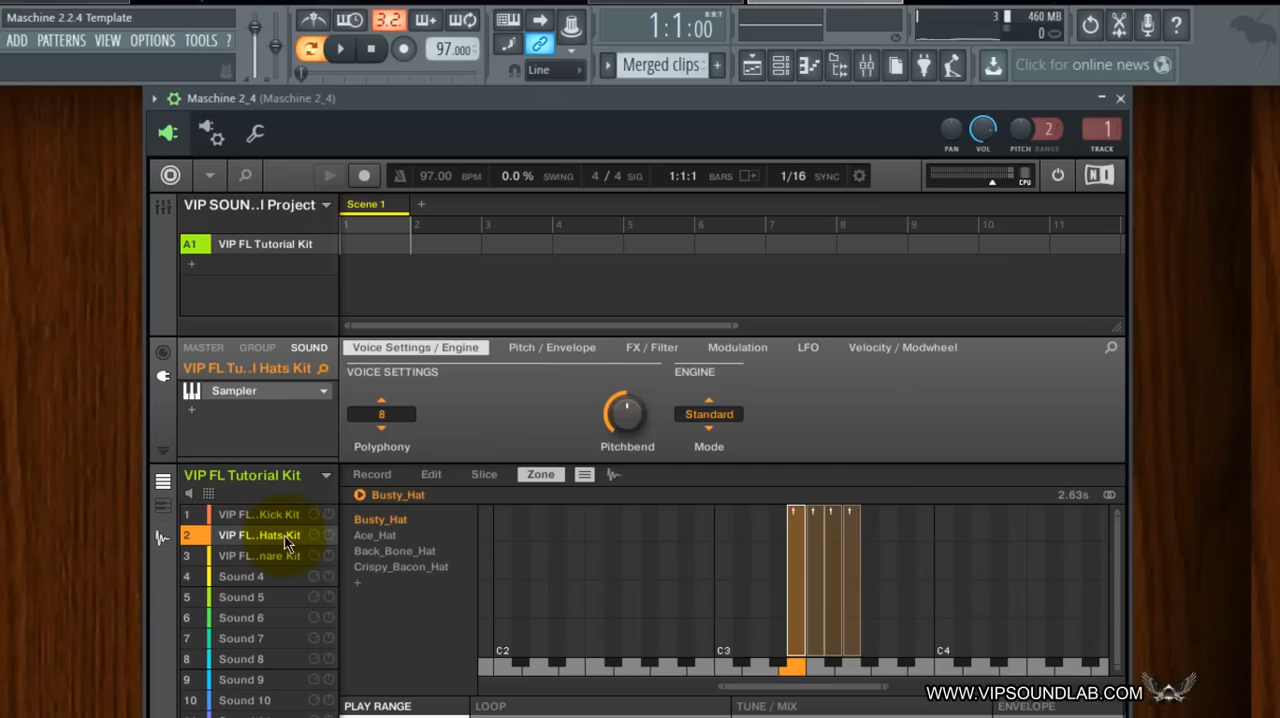 Maschine 2.2.4 Template
3.2
3
460 MB
0
1:1:00
ADD PATTERNS VIEW OPTIONS TOOLS ?
97.000
Line
Merged clips
Click for online news
Maschine 2_4 (Maschine 2_4)
2
1
PAN
VOL
PITCH
RANGE
TRACK
97.00 BPM
0.0 % SWING
4 / 4 SIG
1:1:1 BARS
1/16 SYNC
CPU
VIP SOUN..l Project
Scene 1
+
1 2 3 4 5 6 7 8 9 10 11
A1 VIP FL Tutorial Kit
+
MASTER GROUP SOUND
Voice Settings / Engine
Pitch / Envelope
FX / Filter
Modulation
LFO
Velocity / Modwheel
VIP FL Tu..l Hats Kit
VOICE SETTINGS
ENGINE
Sampler
+
8
Standard
Polyphony
Pitchbend
Mode
VIP FL Tutorial Kit
Record Edit Slice Zone
Busty_Hat
2.63s
1 VIP FL..Kick Kit
2 VIP FL..Hats Kit
3 VIP FL..nare Kit
4 Sound 4
5 Sound 5
6 Sound 6
7 Sound 7
8 Sound 8
9 Sound 9
10 Sound 10
Busty_Hat
Ace_Hat
Back_Bone_Hat
Crispy_Bacon_Hat
+
C2 C3 C4
WWW.VIPSOUNDLAB.COM
PLAY RANGE
LOOP
TUNE / MIX
ENVELOPE